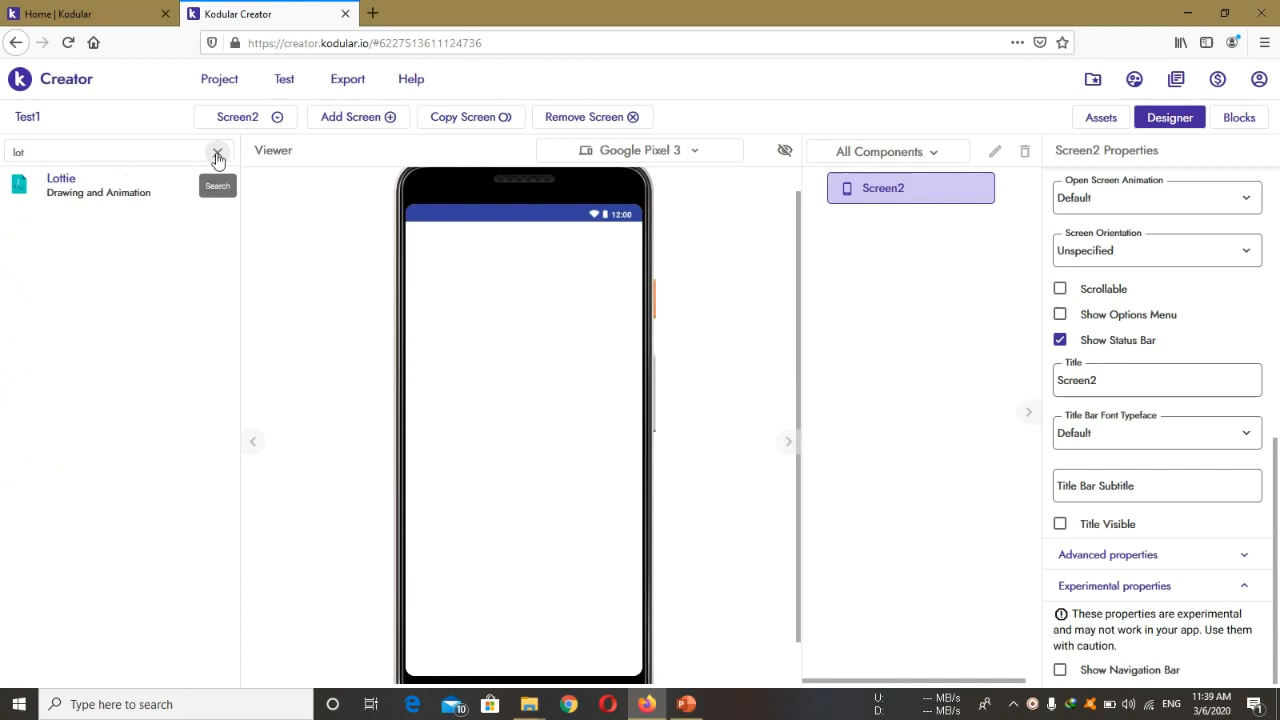 Home | Kodular
Kodular Creator
https://creator.kodular.io/#6227513611124736
Creator
Project
Test
Export
Help
Test1
Screen2
Add Screen
Copy Screen
Remove Screen
Assets
Designer
Blocks
lot
Viewer
Google Pixel 3
All Components
Screen2 Properties
Lottie
Drawing and Animation
Search
12:00
Screen2
Open Screen Animation
Default
Screen Orientation
Unspecified
Scrollable
Show Options Menu
Show Status Bar
Title
Screen2
Title Bar Font Typeface
Default
Title Bar Subtitle
Title Visible
Advanced properties
Experimental properties
These properties are experimental
and may not work in your app. Use them
with caution.
Show Navigation Bar
Type here to search
10
U: --- MB/s
D: --- MB/s
ENG
11:39 AM
3/6/2020
1